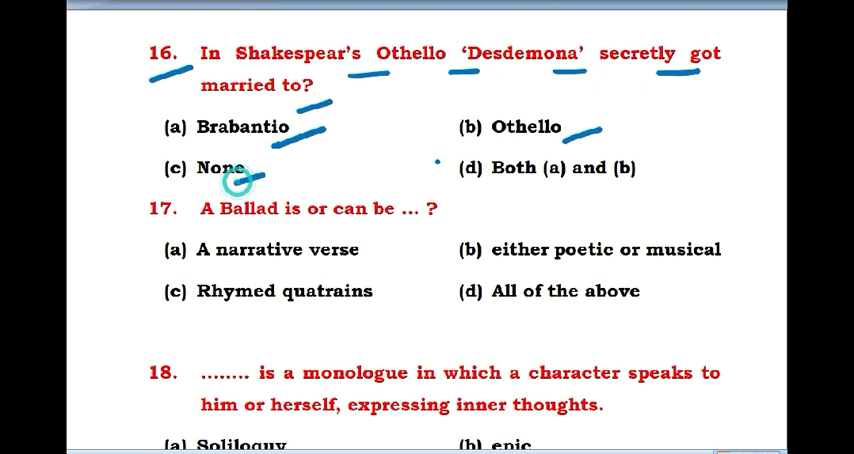 16. In Shakespear's Othello 'Desdemona' secretly got
married to?
(a) Brabantio (b) Othello
(c) None (d) Both (a) and (b)
17. A Ballad is or can be ... ?
(a) A narrative verse (b) either poetic or musical
(c) Rhymed quatrains (d) All of the above
18. ........ is a monologue in which a character speaks to
him or herself, expressing inner thoughts.
(a) Soliloquy (b) epic